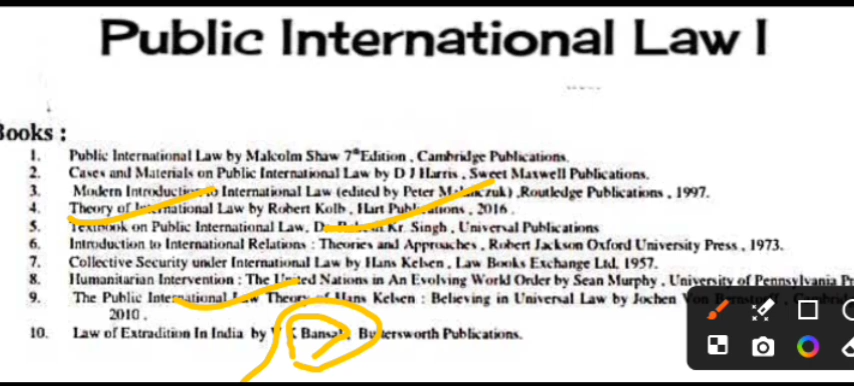 Public International Law I
Books :
1. Public International Law by Malcolm Shaw 7th Edition , Cambridge Publications.
2. Cases and Materials on Public International Law by D J Harris , Sweet Maxwell Publications.
3. Modern Introduction to International Law (edited by Peter Malanczuk) ,Routledge Publications , 1997.
4. Theory of International Law by Robert Kolb , Hart Publications , 2016 .
5. Textbook on Public International Law, Kr. Singh , Universal Publications
6. Introduction to International Relations : Theories and Approaches , Robert Jackson Oxford University Press , 1973.
7. Collective Security under International Law by Hans Kelsen , Law Books Exchange Ltd, 1957.
8. Humanitarian Intervention : The United Nations in An Evolving World Order by Sean Murphy , University of Pennsylvania Pr
9. The Public International Law Theory of Hans Kelsen : Believing in Universal Law by Jochen Von
2010 .
10. Law of Extradition In India by Bansal , Butersworth Publications.